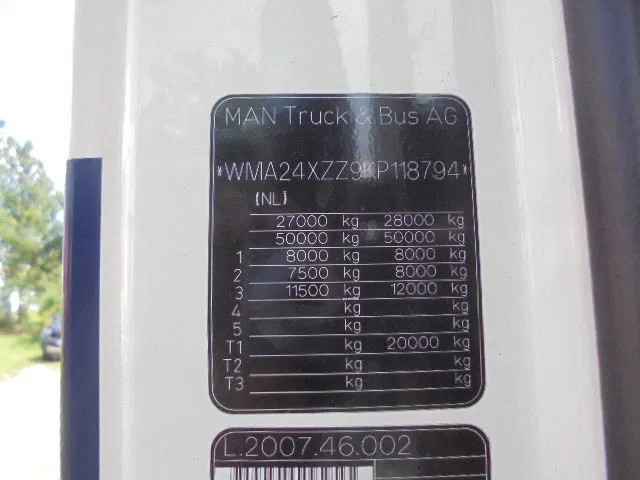 MAN Truck & Bus AG
*WMA24XZZ9KP118794*
(NL)
27000 kg 28000 kg
50000 kg 50000 kg
1 8000 kg 8000 kg
2 7500 kg 8000 kg
3 11500 kg 12000 kg
4 kg kg
5 kg kg
T1 kg 20000 kg
T2 kg kg
T3 kg kg
L.2007.46.002